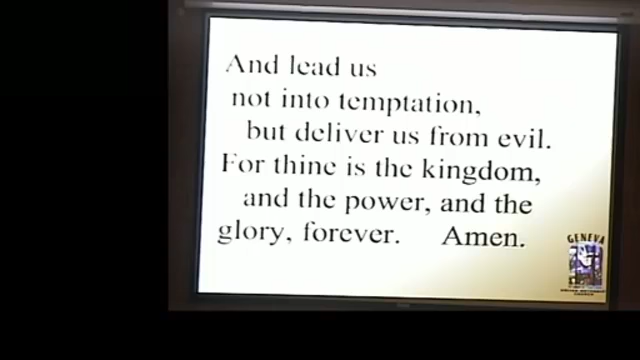 And lead us
not into temptation,
but deliver us from evil.
For thine is the kingdom,
and the power, and the
glory, forever. Amen.
GENEVA